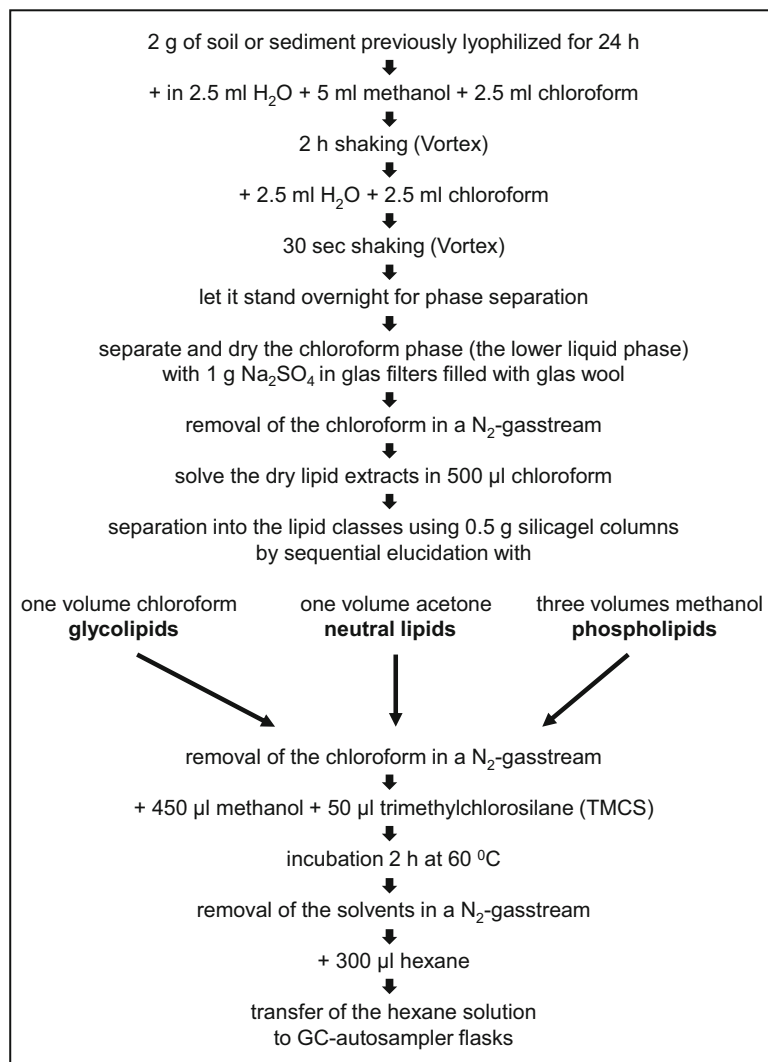 2 g of soil or sediment previously lyophilized for 24 h
+ in 2.5 ml H₂O + 5 ml methanol + 2.5 ml chloroform
2 h shaking (Vortex)
+ 2.5 ml H₂O + 2.5 ml chloroform
30 sec shaking (Vortex)
let it stand overnight for phase separation
separate and dry the chloroform phase (the lower liquid phase)
with 1 g Na₂SO₄ in glas filters filled with glas wool
removal of the chloroform in a N₂-gasstream
solve the dry lipid extracts in 500 µl chloroform
separation into the lipid classes using 0.5 g silicagel columns
by sequential elucidation with
one volume chloroform
glycolipids
one volume acetone
neutral lipids
three volumes methanol
phospholipids
removal of the chloroform in a N₂-gasstream
+ 450 µl methanol + 50 µl trimethylchlorosilane (TMCS)
incubation 2 h at 60 ⁰C
removal of the solvents in a N₂-gasstream
+ 300 µl hexane
transfer of the hexane solution
to GC-autosampler flasks